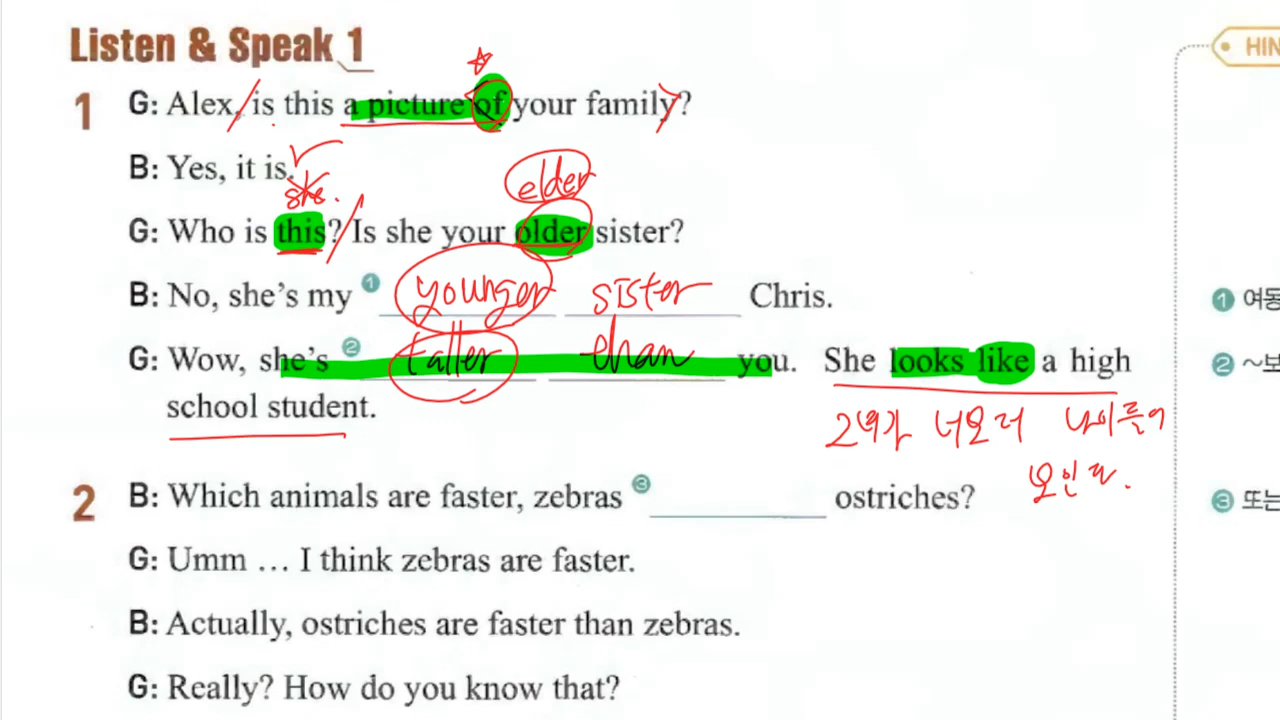 Listen & Speak 1
HIN
1 G: Alex, is this a picture of your family?
B: Yes, it is.
she.
elder
G: Who is this? Is she your older sister?
B: No, she's my ① younger sister Chris.
① 여동
G: Wow, she's ② taller than you. She looks like a high
② ~보
school student.
그녀가 너보러 나이들어
보인다.
2 B: Which animals are faster, zebras ③ ostriches?
③ 또는
G: Umm … I think zebras are faster.
B: Actually, ostriches are faster than zebras.
G: Really? How do you know that?